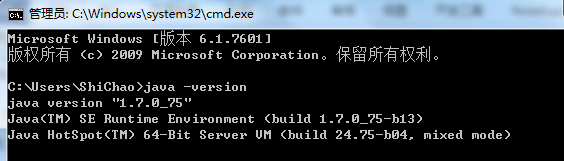 管理员: C:\Windows\system32\cmd.exe
Microsoft Windows [版本 6.1.7601]
版权所有 (c) 2009 Microsoft Corporation。保留所有权利。
C:\Users\ShiChao>java -version
java version "1.7.0_75"
Java(TM) SE Runtime Environment (build 1.7.0_75-b13)
Java HotSpot(TM) 64-Bit Server VM (build 24.75-b04, mixed mode)